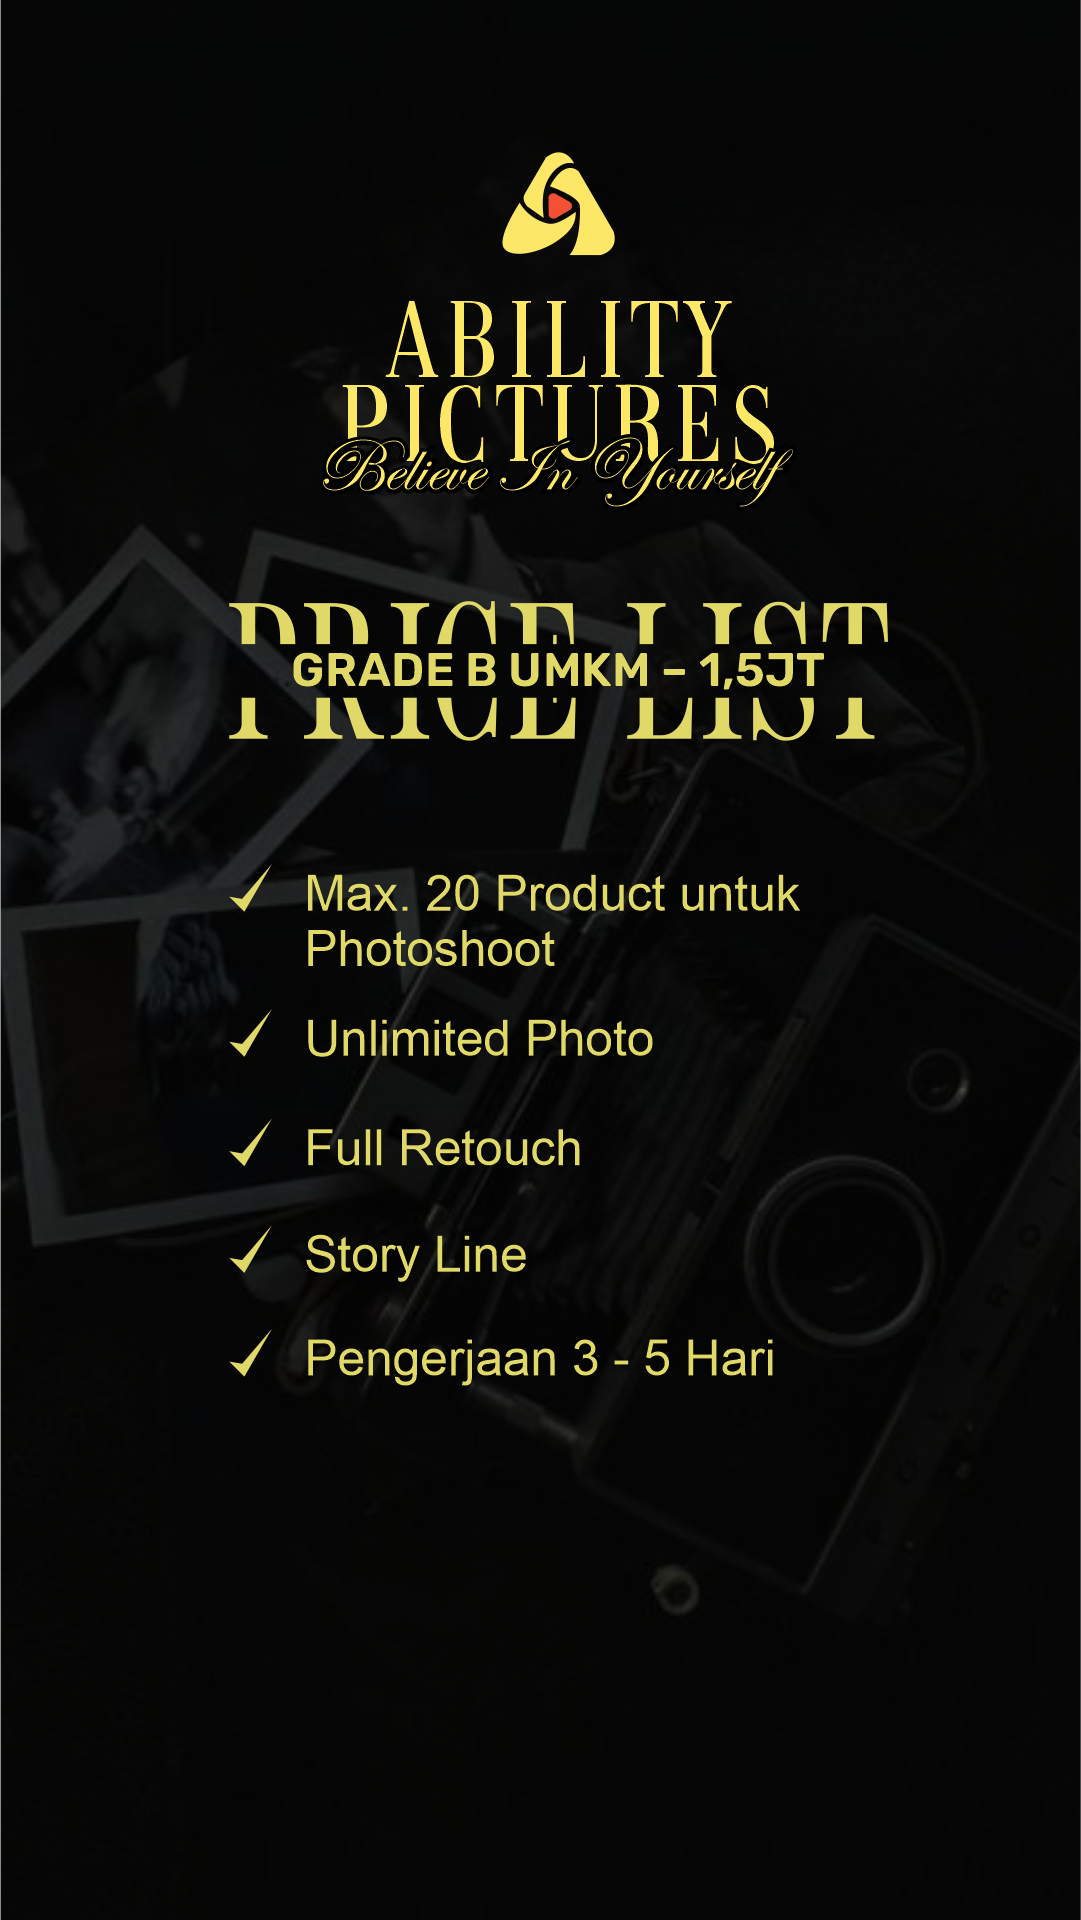 ABILITY
PICTURES
Believe In Yourself
PRICE LIST
GRADE B UMKM – 1,5JT
Max. 20 Product untuk
Photoshoot
Unlimited Photo
Full Retouch
Story Line
Pengerjaan 3 - 5 Hari